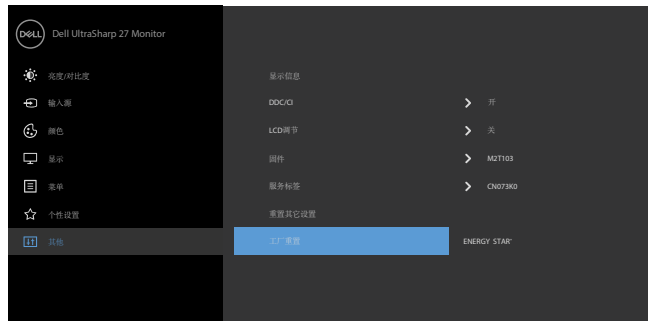 DELL Dell UltraSharp 27 Monitor
亮度/对比度
显示信息
输入源
DDC/CI 开
颜色
LCD调节 关
显示
固件 M2T103
菜单
服务标签 CN073K0
个性设置
重置其它设置
其他
工厂重置 ENERGY STAR®